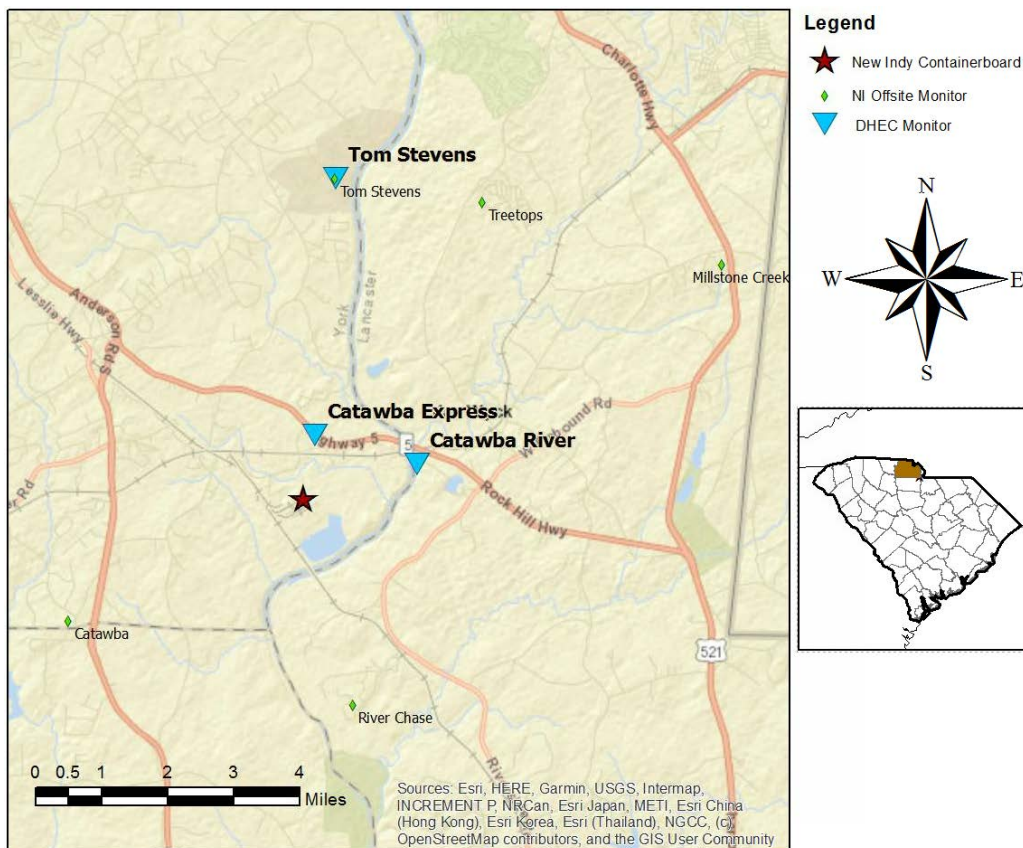 Legend
New Indy Containerboard
NI Offsite Monitor
DHEC Monitor
N
W
E
S
Charlotte Hwy
Tom Stevens
Tom Stevens
Treetops
Millstone Creek
York
Lancaster
Lesslie Hwy
Anderson Rd S
Catawba Express
ghway 5
5
Catawba River
Rd
Rock Hill Hwy
er Rd
Catawba
521
River Chase
0 0.5 1 2 3 4
Miles
Sources: Esri, HERE, Garmin, USGS, Intermap,
INCREMENT P, NRCan, Esri Japan, METI, Esri China
(Hong Kong), Esri Korea, Esri (Thailand), NGCC, (c)
OpenStreetMap contributors, and the GIS User Community